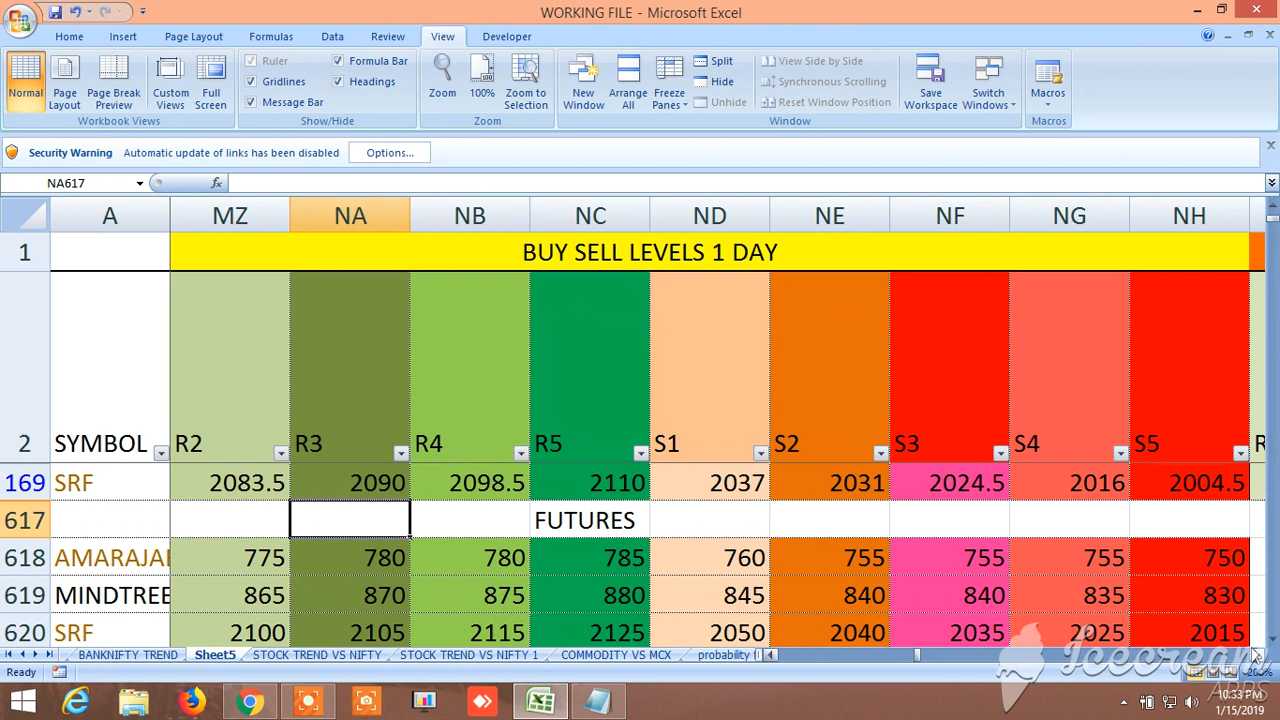 WORKING FILE - Microsoft Excel
Home Insert Page Layout Formulas Data Review View Developer
Normal Page Layout Page Break Preview Custom Views Full Screen
Workbook Views
Ruler Formula Bar
Gridlines Headings
Message Bar
Show/Hide
Zoom 100% Zoom to Selection
Zoom
New Window Arrange All Freeze Panes
Split
Hide
Unhide
View Side by Side
Synchronous Scrolling
Reset Window Position
Window
Save Workspace Switch Windows
Macros
Macros
Security Warning Automatic update of links has been disabled Options...
NA617 fx
A MZ NA NB NC ND NE NF NG NH
1 BUY SELL LEVELS 1 DAY
2 SYMBOL R2 R3 R4 R5 S1 S2 S3 S4 S5 R
169 SRF 2083.5 2090 2098.5 2110 2037 2031 2024.5 2016 2004.5
617 FUTURES
618 AMARAJAB 775 780 780 785 760 755 755 755 750
619 MINDTREE 865 870 875 880 845 840 840 835 830
620 SRF 2100 2105 2115 2125 2050 2040 2035 2025 2015
BANKNIFTY TREND Sheet5 STOCK TREND VS NIFTY STOCK TREND VS NIFTY 1 COMMODITY VS MCX probability
Ready 200%
Icecream
APPS
10:33 PM
1/15/2019